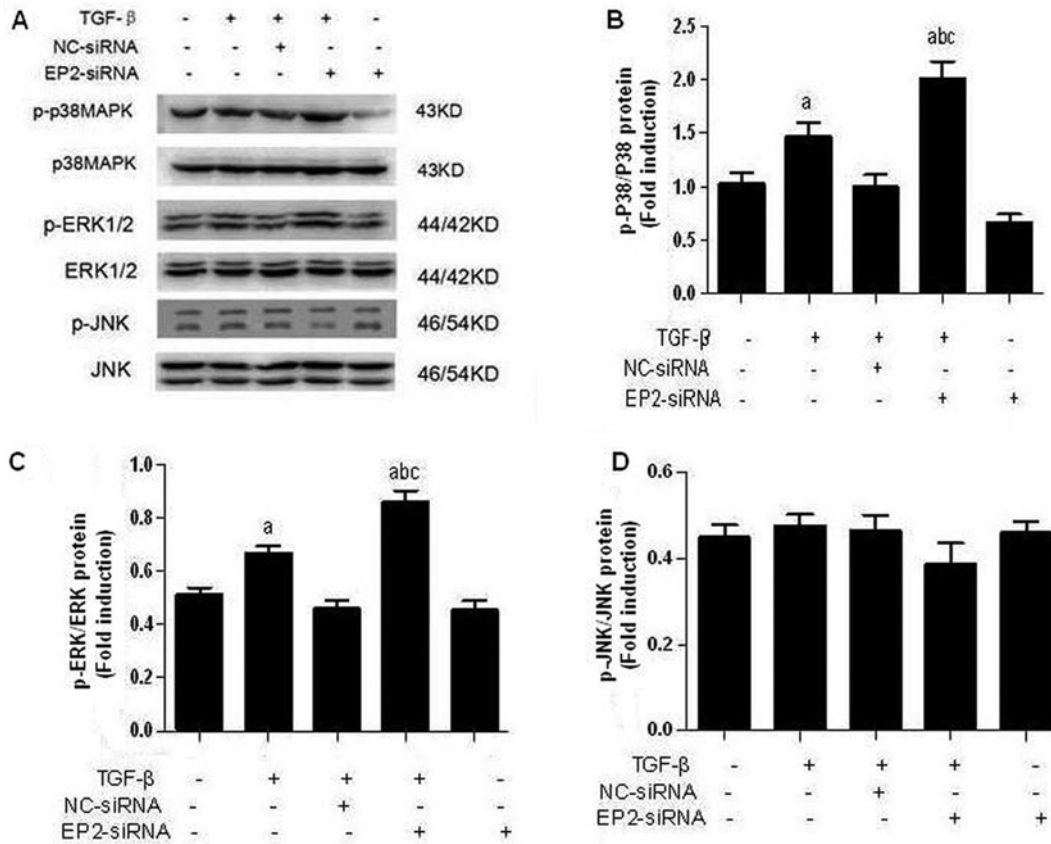 A
TGF-β - + + + -
NC-siRNA - - + - -
EP2-siRNA - - - + +
p-p38MAPK 43KD
p38MAPK 43KD
p-ERK1/2 44/42KD
ERK1/2 44/42KD
p-JNK 46/54KD
JNK 46/54KD
B
p-P38/P38 protein
(Fold induction)
2.5
2.0
1.5
1.0
0.5
0.0
a
abc
TGF-β - + + + -
NC-siRNA - - + - -
EP2-siRNA - - - + +
C
p-ERK/ERK protein
(Fold induction)
1.0
0.8
0.6
0.4
0.2
0.0
a
abc
TGF-β - + + + -
NC-siRNA - - + - -
EP2-siRNA - - - + +
D
p-JNK/JNK protein
(Fold induction)
0.6
0.4
0.2
0.0
TGF-β - + + + -
NC-siRNA - - + - -
EP2-siRNA - - - + +